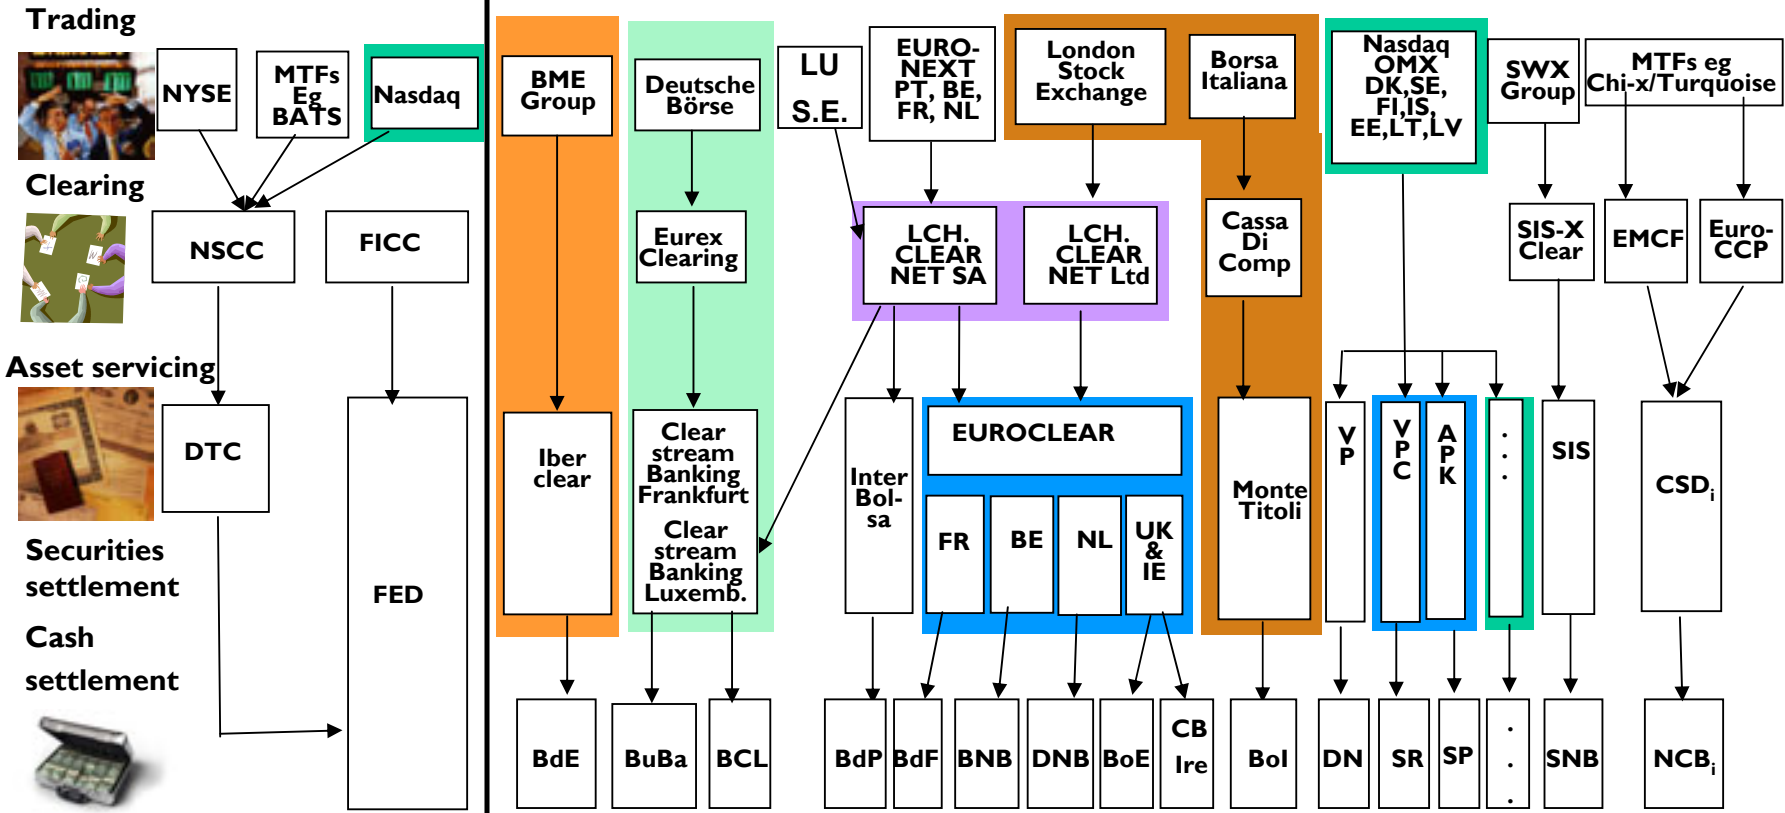 Trading
NYSE
MTFs
Eg
BATS
Nasdaq
BME
Group
Deutsche
Börse
LU
S.E.
EURO-
NEXT
PT, BE,
FR, NL
London
Stock
Exchange
Borsa
Italiana
Nasdaq
OMX
DK,SE,
FI,IS,
EE,LT,LV
SWX
Group
MTFs eg
Chi-x/Turquoise
Clearing
NSCC
FICC
Eurex
Clearing
LCH.
CLEAR
NET SA
LCH.
CLEAR
NET Ltd
Cassa
Di
Comp
SIS-X
Clear
EMCF
Euro-
CCP
Asset servicing
DTC
FED
Iber
clear
Clear
stream
Banking
Frankfurt
Clear
stream
Banking
Luxemb.
Inter
Bol-
sa
EUROCLEAR
FR
BE
NL
UK
&
IE
Monte
Titoli
V
P
V
P
C
A
P
K
.
.
.
SIS
CSDi
Securities
settlement
Cash
settlement
BdE
BuBa
BCL
BdP
BdF
BNB
DNB
BoE
CB
Ire
BoI
DN
SR
SP
.
.
.
SNB
NCBi